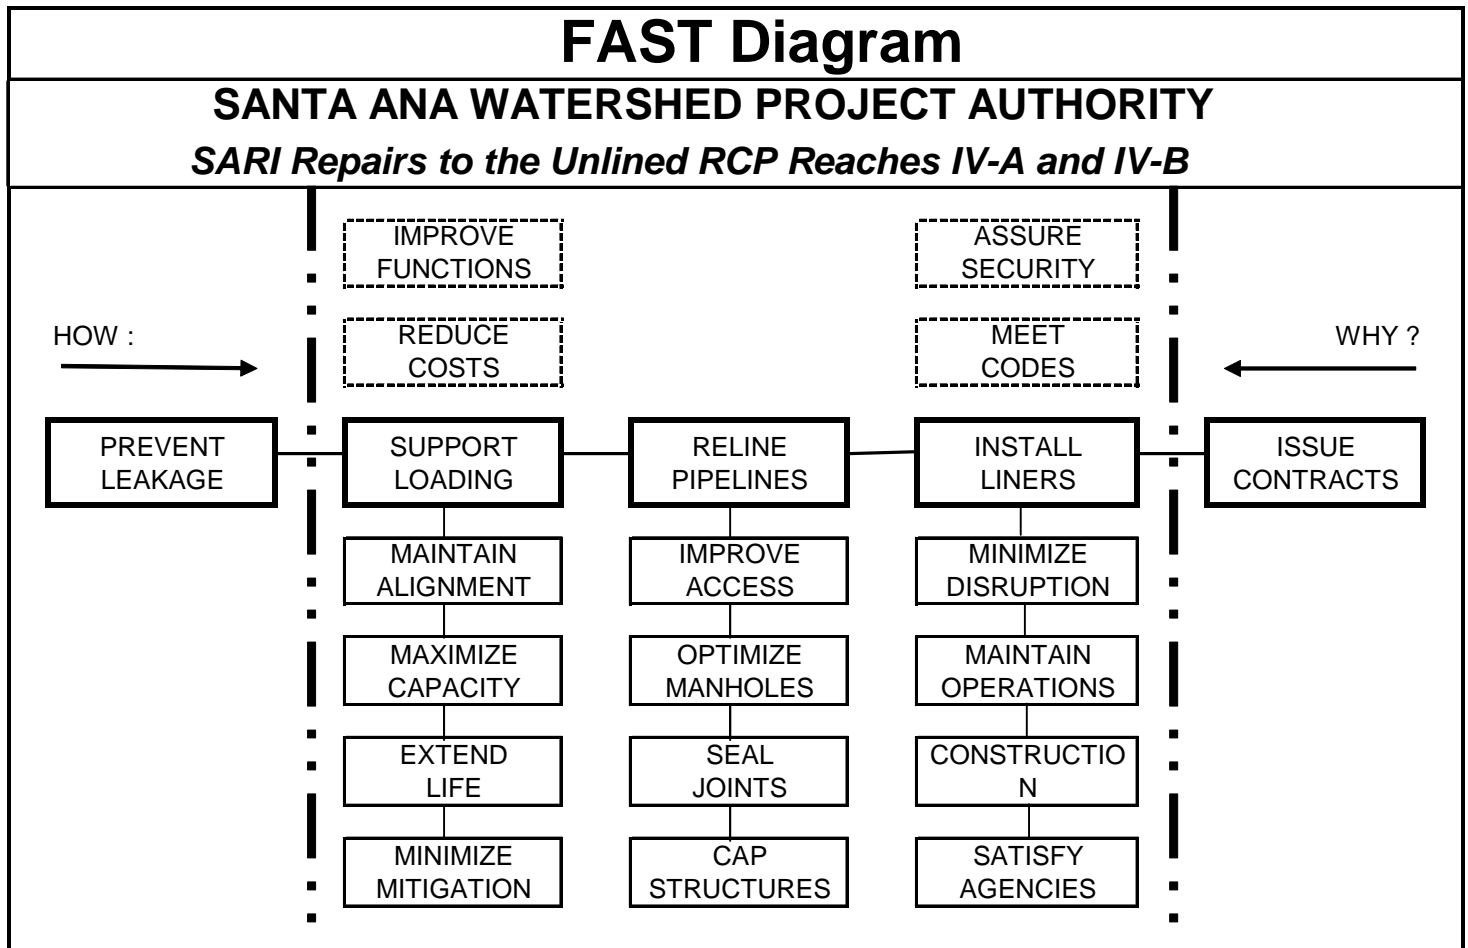 FAST Diagram
SANTA ANA WATERSHED PROJECT AUTHORITY
SARI Repairs to the Unlined RCP Reaches IV-A and IV-B
IMPROVE
FUNCTIONS
ASSURE
SECURITY
HOW :
REDUCE
COSTS
MEET
CODES
WHY ?
PREVENT
LEAKAGE
SUPPORT
LOADING
RELINE
PIPELINES
INSTALL
LINERS
ISSUE
CONTRACTS
MAINTAIN
ALIGNMENT
IMPROVE
ACCESS
MINIMIZE
DISRUPTION
MAXIMIZE
CAPACITY
OPTIMIZE
MANHOLES
MAINTAIN
OPERATIONS
EXTEND
LIFE
SEAL
JOINTS
CONSTRUCTIO
N
MINIMIZE
MITIGATION
CAP
STRUCTURES
SATISFY
AGENCIES